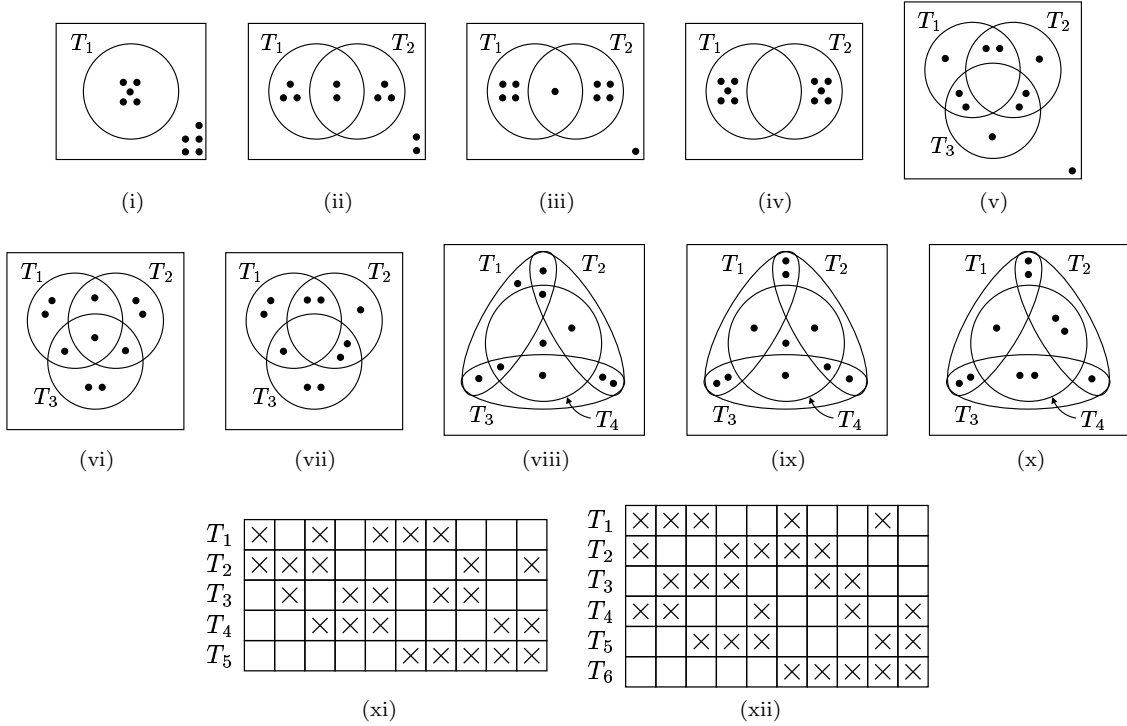 T₁
(i)
T₁ T₂
(ii)
T₁ T₂
(iii)
T₁ T₂
(iv)
T₁ T₂
T₃
(v)
T₁ T₂
T₃
(vi)
T₁ T₂
T₃
(vii)
T₁ T₂
T₃ T₄
(viii)
T₁ T₂
T₃ T₄
(ix)
T₁ T₂
T₃ T₄
(x)
T₁
T₂
T₃
T₄
T₅
(xi)
T₁
T₂
T₃
T₄
T₅
T₆
(xii)